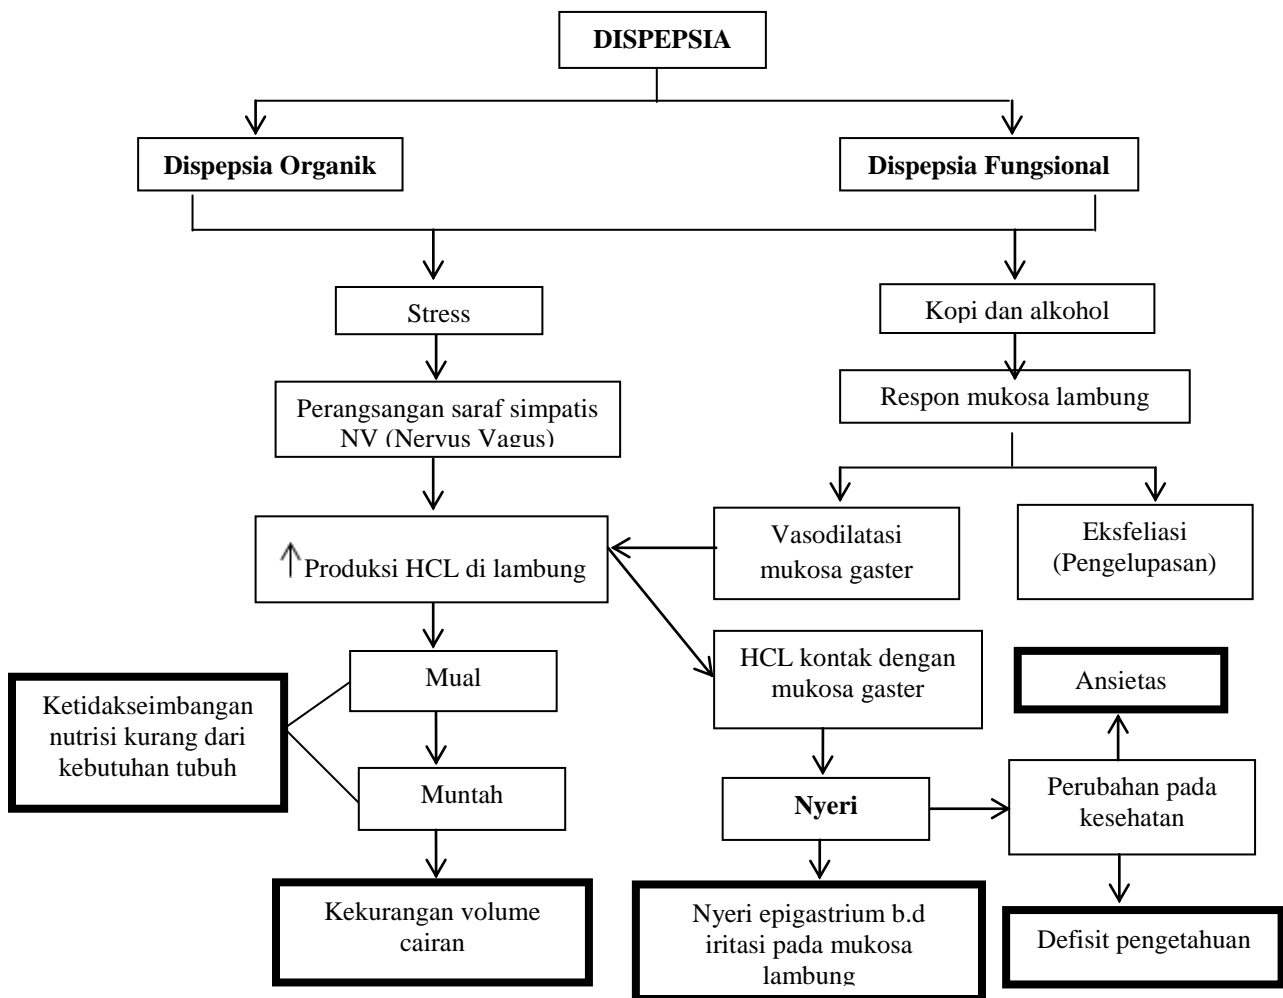 DISPEPSIA
Dispepsia Organik
Dispepsia Fungsional
Stress
Kopi dan alkohol
Perangsangan saraf simpatis
NV (Nervus Vagus)
Respon mukosa lambung
↑Produksi HCL di lambung
Vasodilatasi
mukosa gaster
Eksfeliasi
(Pengelupasan)
Mual
HCL kontak dengan
mukosa gaster
Ansietas
Ketidakseimbangan
nutrisi kurang dari
kebutuhan tubuh
Muntah
Nyeri
Perubahan pada
kesehatan
Kekurangan volume
cairan
Nyeri epigastrium b.d
iritasi pada mukosa
lambung
Defisit pengetahuan